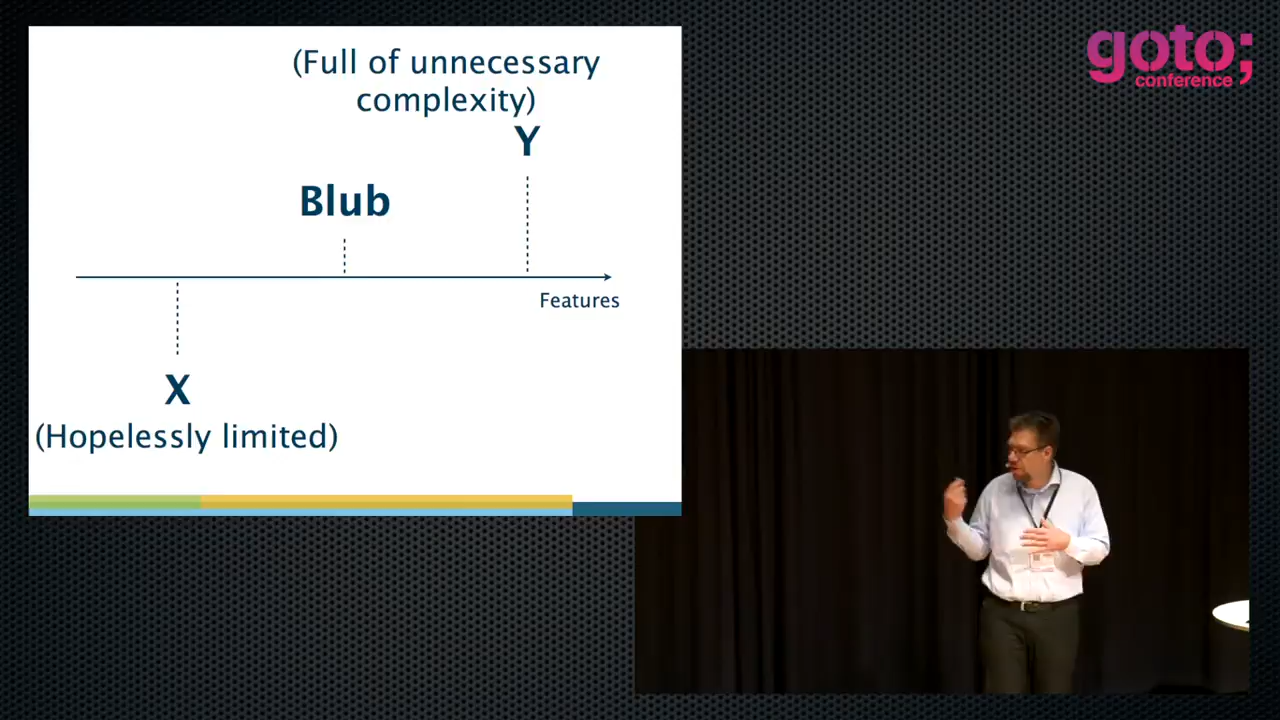 (Full of unnecessary
complexity)
Y
Blub
Features
X
(Hopelessly limited)
goto;
conference